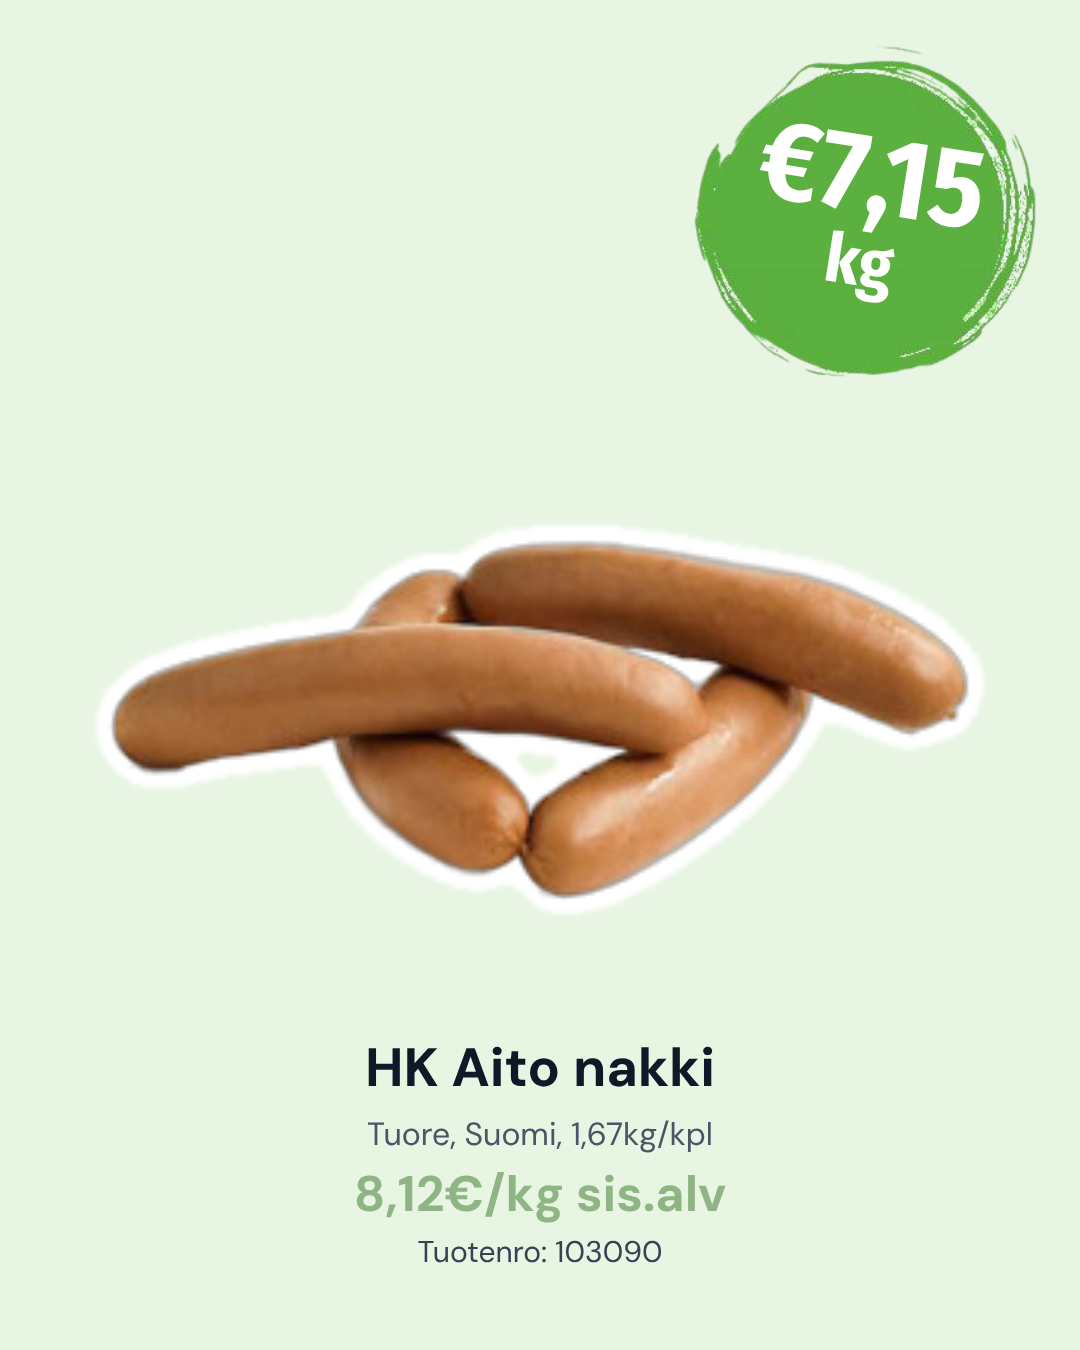 €7,15
kg
HK Aito nakki
Tuore, Suomi, 1,67kg/kpl
8,12€/kg sis.alv
Tuotenro: 103090